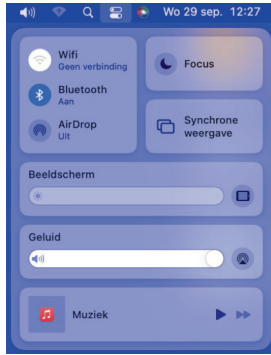 Wo 29 sep. 12:27
Wifi
Geen verbinding
Bluetooth
Aan
AirDrop
Uit
Focus
Synchrone
weergave
Beeldscherm
Geluid
Muziek